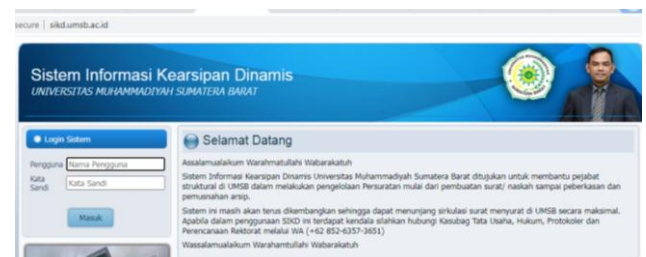 secure | sikd.umsb.ac.id
Sistem Informasi Kearsipan Dinamis
UNIVERSITAS MUHAMMADIYAH SUMATERA BARAT
Login Sistem
Pengguna Nama Pengguna
Kata Sandi Kata Sandi
Masuk
Selamat Datang
Assalamualaikum Warahmatullahi Wabarakatuh
Sistem Informasi Kearsipan Dinamis Universitas Muhammadiyah Sumatera Barat ditujukan untuk membantu pejabat
struktural di UMSB dalam melakukan pengelolaan Persuratan mulai dari pembuatan surat/ naskah sampai peberkasan dan
pemusnahan arsip.
Sistem ini masih akan terus dikembangkan sehingga dapat menunjang sirkulasi surat menyurat di UMSB secara maksimal.
Apabila dalam penggunaan SIKD ini terdapat kendala silahkan hubungi Kasubag Tata Usaha, Hukum, Protokoler dan
Perencanaan Rektorat melalui WA (+62 852-6357-3651)
Wassalamualaikum Warahamtullahi Wabarakatuh